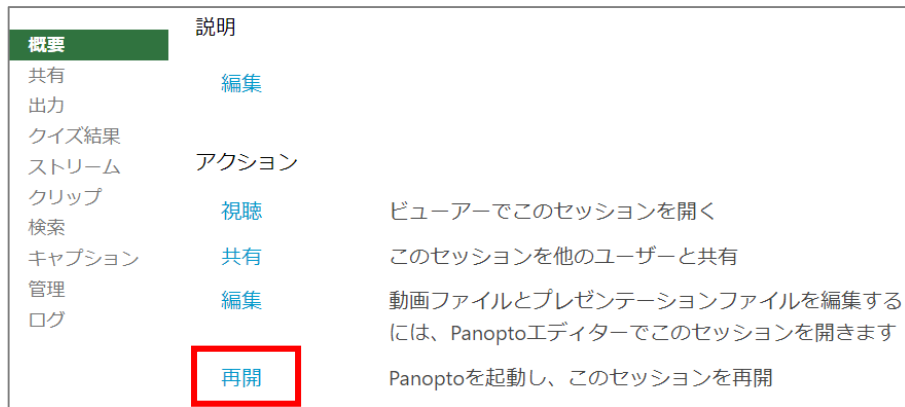 概要
共有
出力
クイズ結果
ストリーム
クリップ
検索
キャプション
管理
ログ
説明
編集
アクション
視聴 ビューアーでこのセッションを開く
共有 このセッションを他のユーザーと共有
編集 動画ファイルとプレゼンテーションファイルを編集する
には、Panoptoエディターでこのセッションを開きます
再開 Panoptoを起動し、このセッションを再開